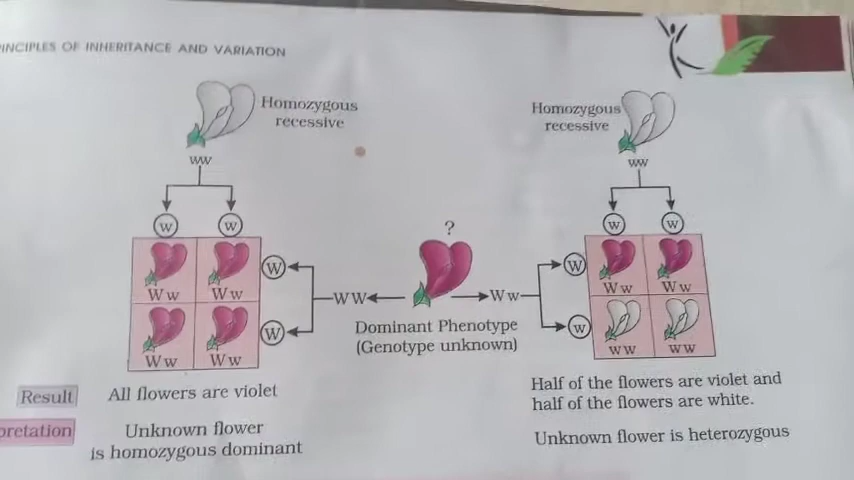 PRINCIPLES OF INHERITANCE AND VARIATION
Homozygous
recessive
ww
w w
W
W
Ww Ww
Ww Ww
WW
?
Dominant Phenotype
(Genotype unknown)
Ww
Homozygous
recessive
ww
w w
W
w
Ww Ww
ww ww
Result
All flowers are violet
Half of the flowers are violet and
half of the flowers are white.
pretation
Unknown flower
is homozygous dominant
Unknown flower is heterozygous